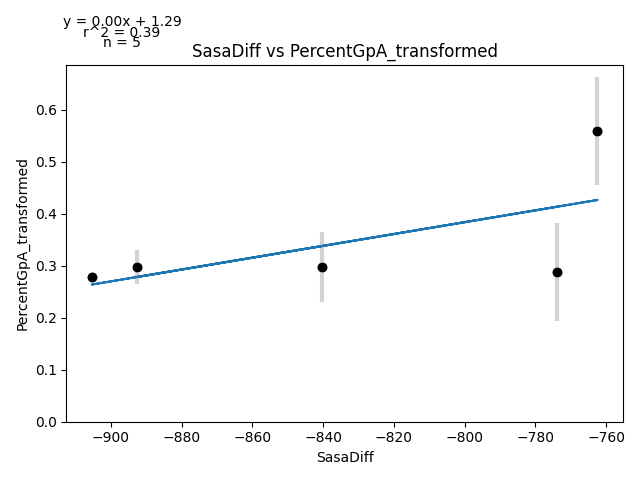 y = 0.00x + 1.29
r^2 = 0.39
n = 5
SasaDiff vs PercentGpA_transformed
PercentGpA_transformed
0.6
0.5
0.4
0.3
0.2
0.1
0.0
−900 −880 −860 −840 −820 −800 −780 −760
SasaDiff